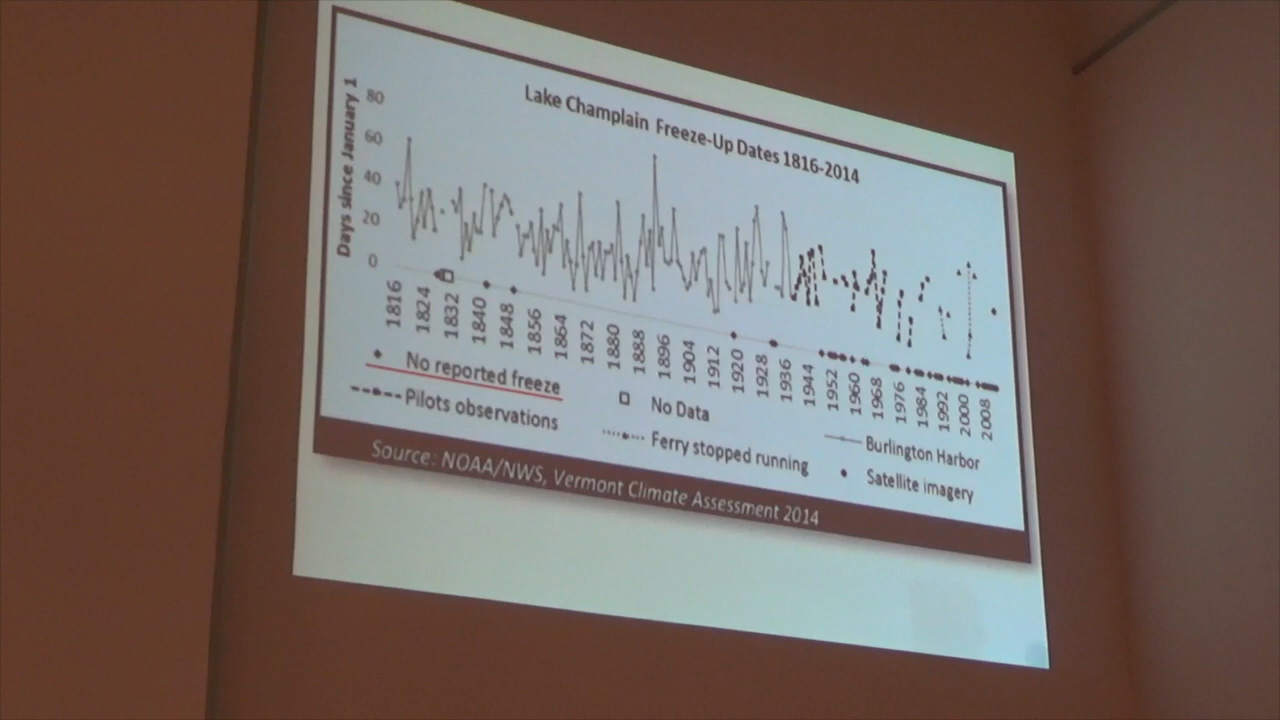 Lake Champlain Freeze-Up Dates 1816-2014
Days since January 1
80
60
40
20
0
1816 1824 1832 1840 1848 1856 1864 1872 1880 1888 1896 1904 1912 1920 1928 1936 1944 1952 1960 1968 1976 1984 1992 2000 2008
No reported freeze
No Data
Burlington Harbor
Pilots observations
Ferry stopped running
Satellite imagery
Source: NOAA/NWS, Vermont Climate Assessment 2014